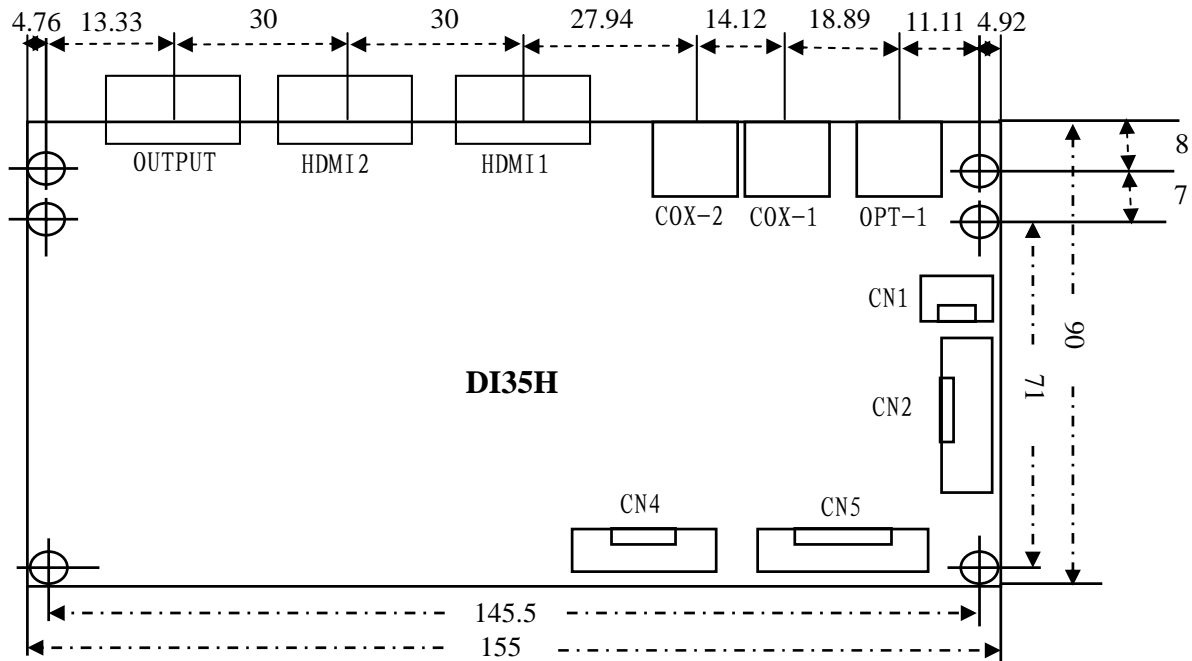 4.76 13.33 30 30 27.94 14.12 18.89 11.11 4.92
8
OUTPUT HDMI2 HDMI1
7
COX-2 COX-1 OPT-1
CN1
90
DI35H
71
CN2
CN4 CN5
145.5
155